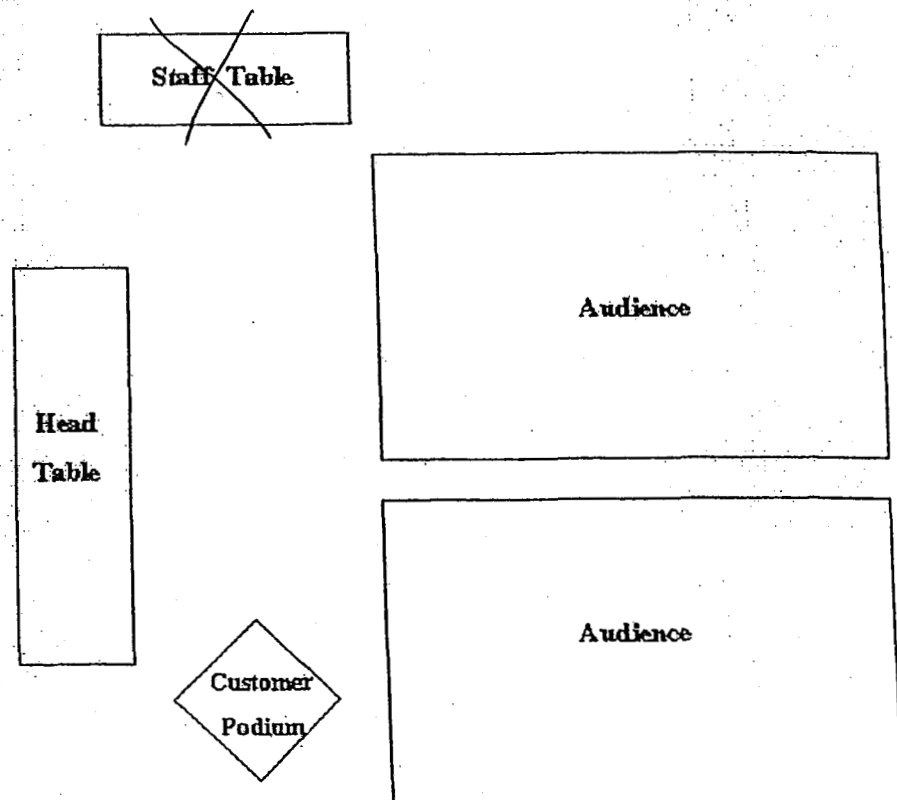 Staff Table
Audience
Head
Table
Audience
Customer
Podium